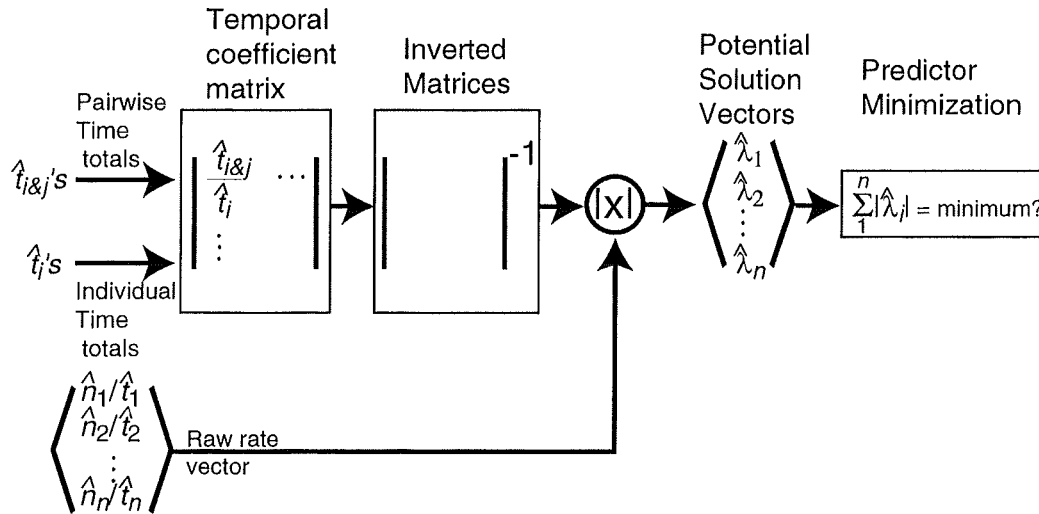 Temporal
coefficient
matrix
Inverted
Matrices
Potential
Solution
Vectors
Predictor
Minimization
Pairwise
Time
totals
t̂i&j's
t̂i's
Individual
Time
totals
t̂i&j ...
t̂i
⋮
-1
|x|
λ̂̂1
λ̂̂2
⋮
λ̂̂n
n
∑|λ̂̂i| = minimum?
1
n̂1/t̂1
n̂2/t̂2
⋮
n̂n/t̂n
Raw rate
vector